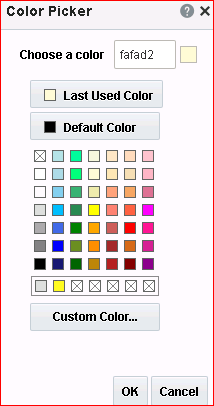 Color Picker
Choose a color fafad2
Last Used Color
Default Color
Custom Color...
OK Cancel